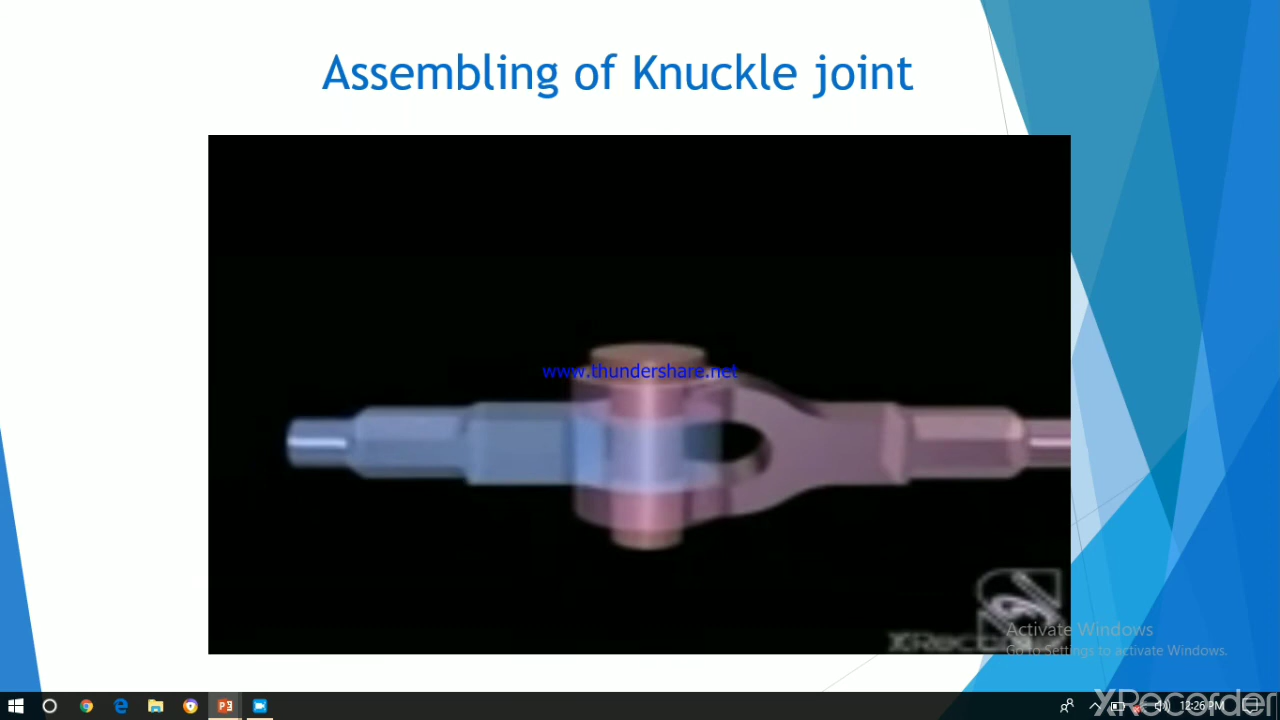 Assembling of Knuckle joint
www.thundershare.net
Activate Windows
Go to Settings to activate Windows.
XRecorder
12:26 PM